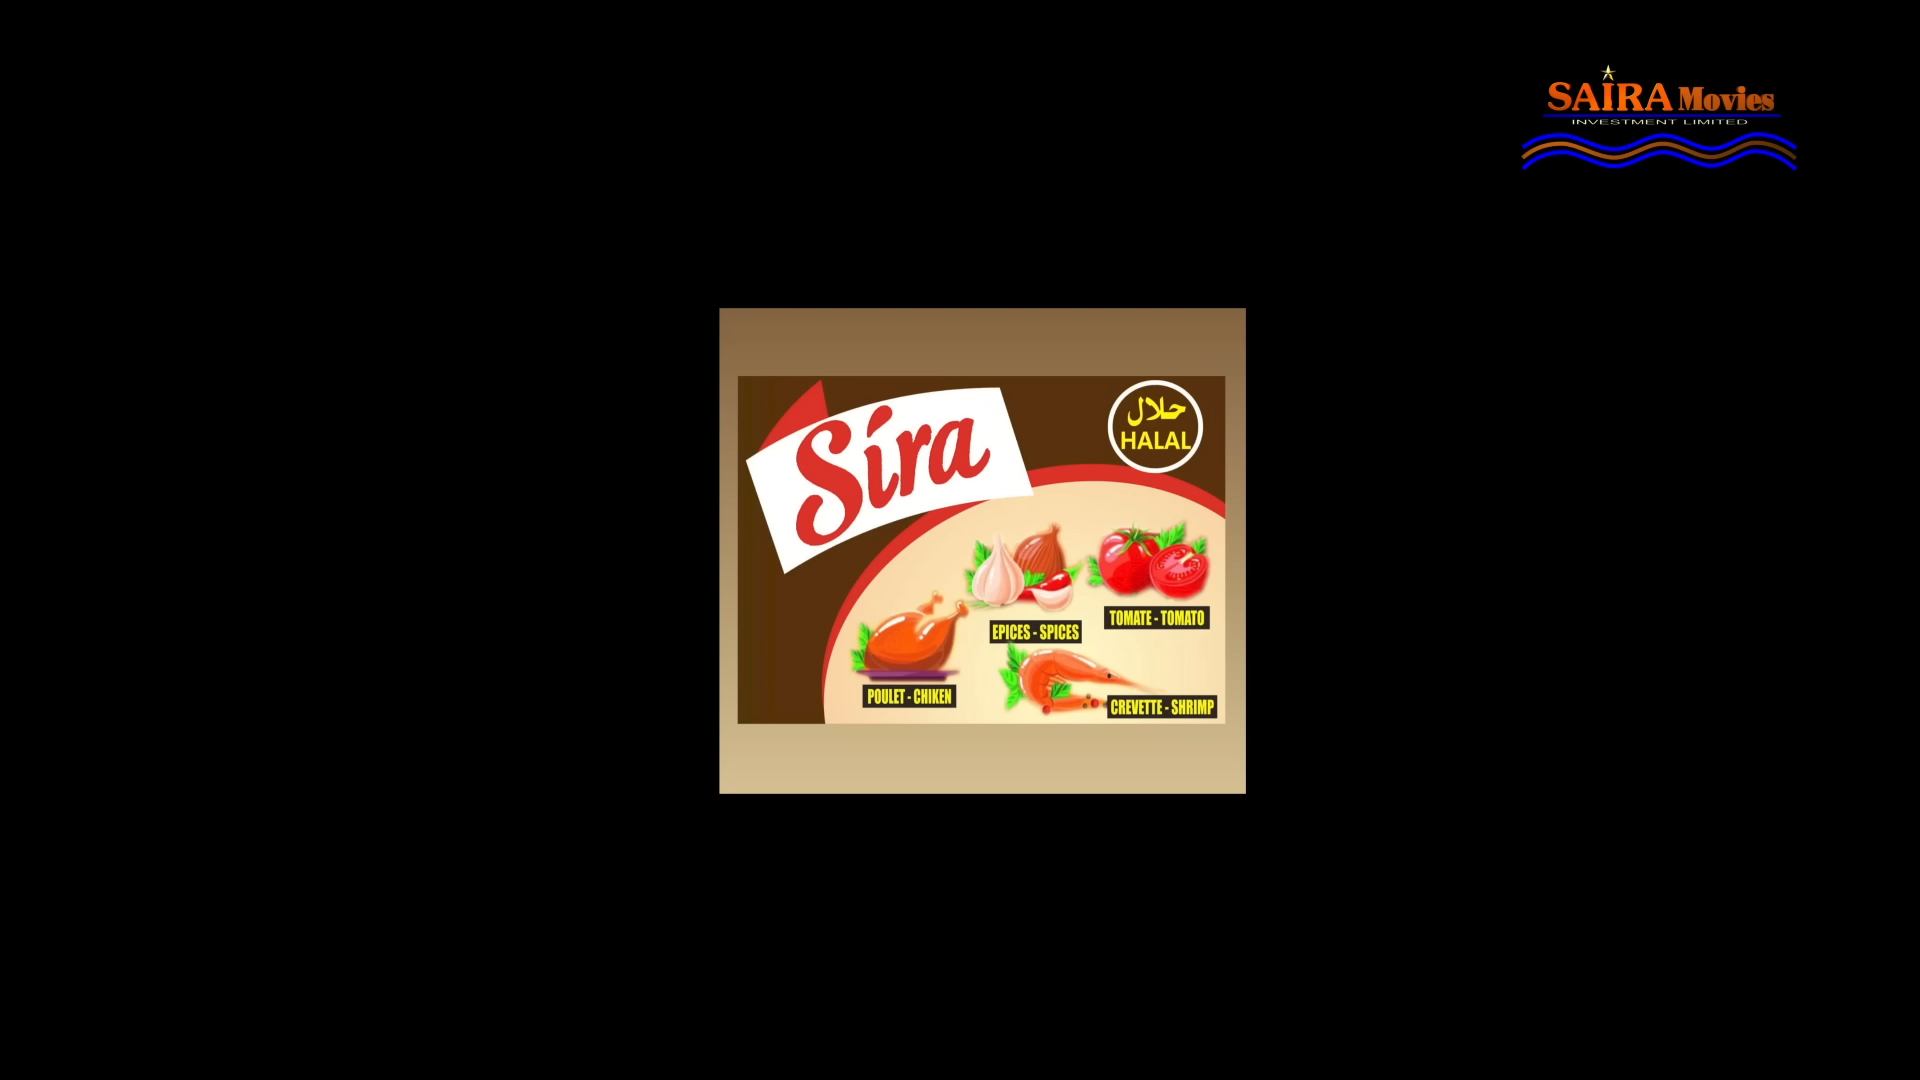 SAIRA Movies
INVESTMENT LIMITED
Sira
حلال
HALAL
EPICES - SPICES
TOMATE - TOMATO
POULET - CHIKEN
CREVETTE - SHRIMP